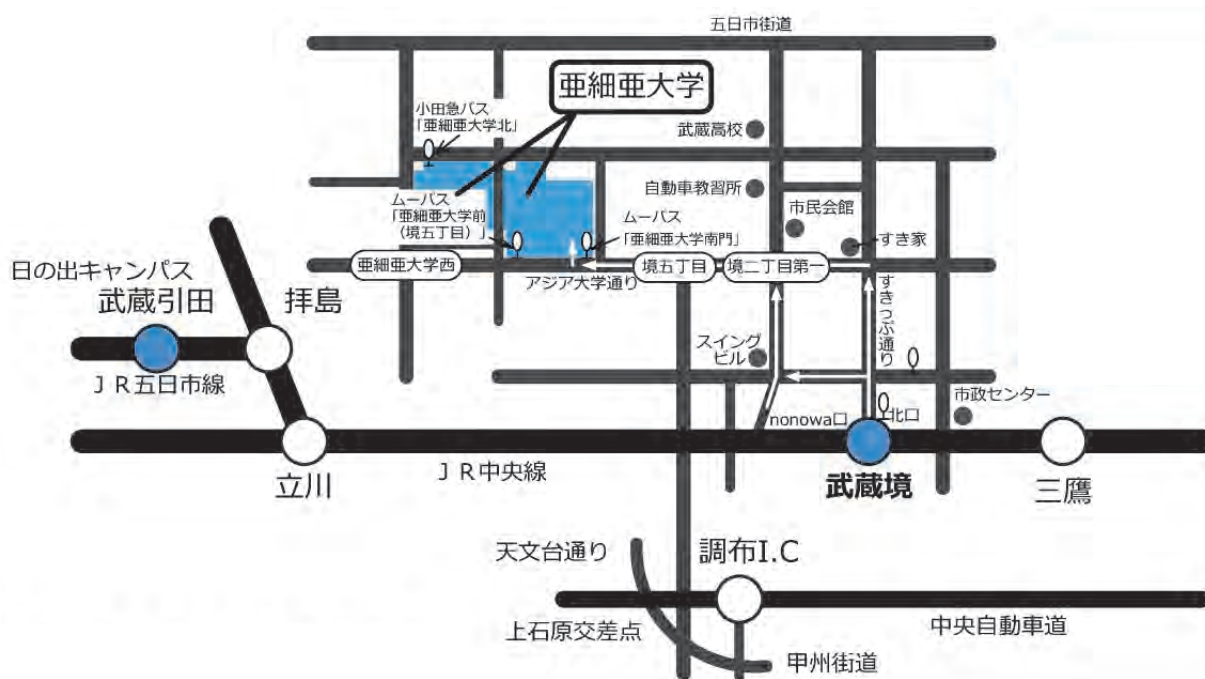 五日市街道
亜細亜大学
小田急バス
「亜細亜大学北」
武蔵高校
自動車教習所
ムーバス
「亜細亜大学前
（境五丁目）」
ムーバス
「亜細亜大学南門」
市民会館
すき家
亜細亜大学西
境五丁目
境二丁目第一
アジア大学通り
日の出キャンパス
武蔵引田
拝島
ＪＲ五日市線
すきっぷ通り
スイング
ビル
市政センター
nonowa口
北口
立川
ＪＲ中央線
武蔵境
三鷹
天文台通り
調布I.C
上石原交差点
中央自動車道
甲州街道